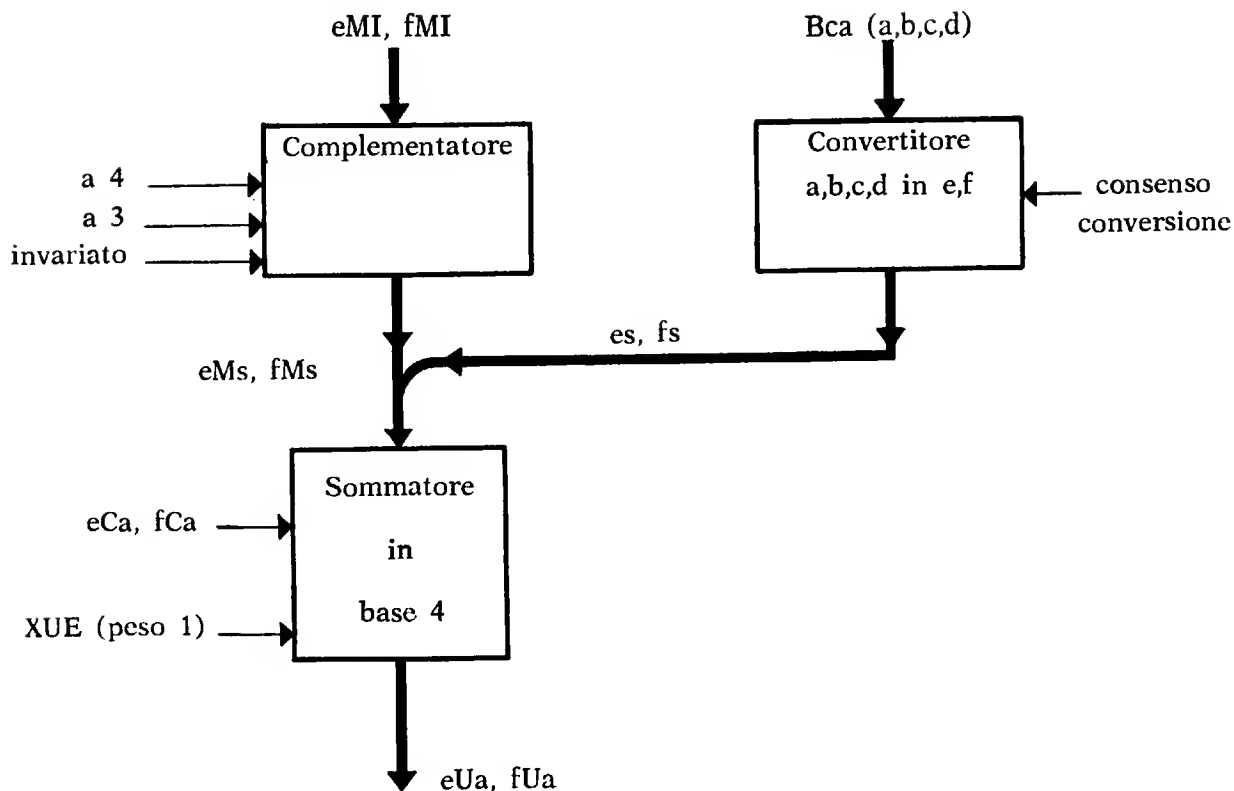 eMI, fMI
Bca (a,b,c,d)
Complementatore
a 4
a 3
invariato
Convertitore
a,b,c,d in e,f
consenso
conversione
es, fs
eMs, fMs
Sommatore
in
base 4
eCa, fCa
XUE (peso 1)
eUa, fUa